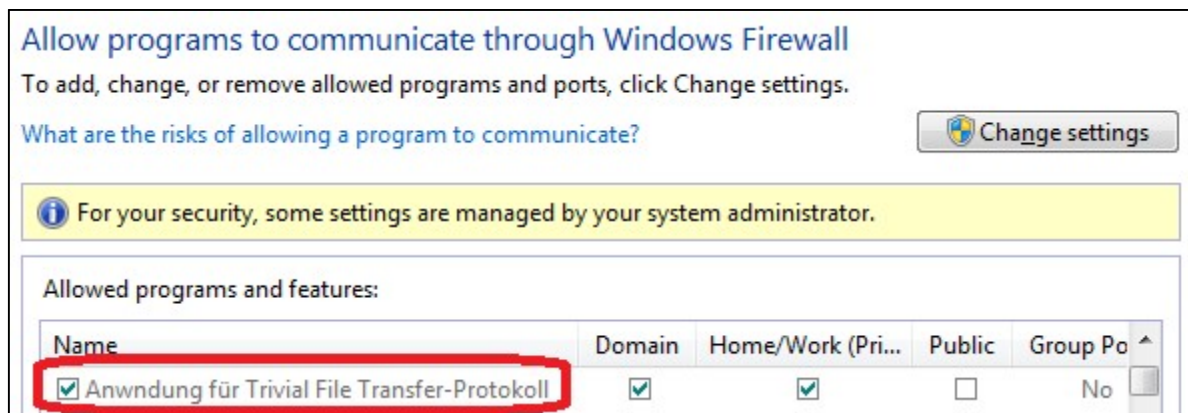 Allow programs to communicate through Windows Firewall
To add, change, or remove allowed programs and ports, click Change settings.
What are the risks of allowing a program to communicate?
Change settings
For your security, some settings are managed by your system administrator.
Allowed programs and features:
Name Domain Home/Work (Pri... Public Group Po
Anwndung für Trivial File Transfer-Protokoll No